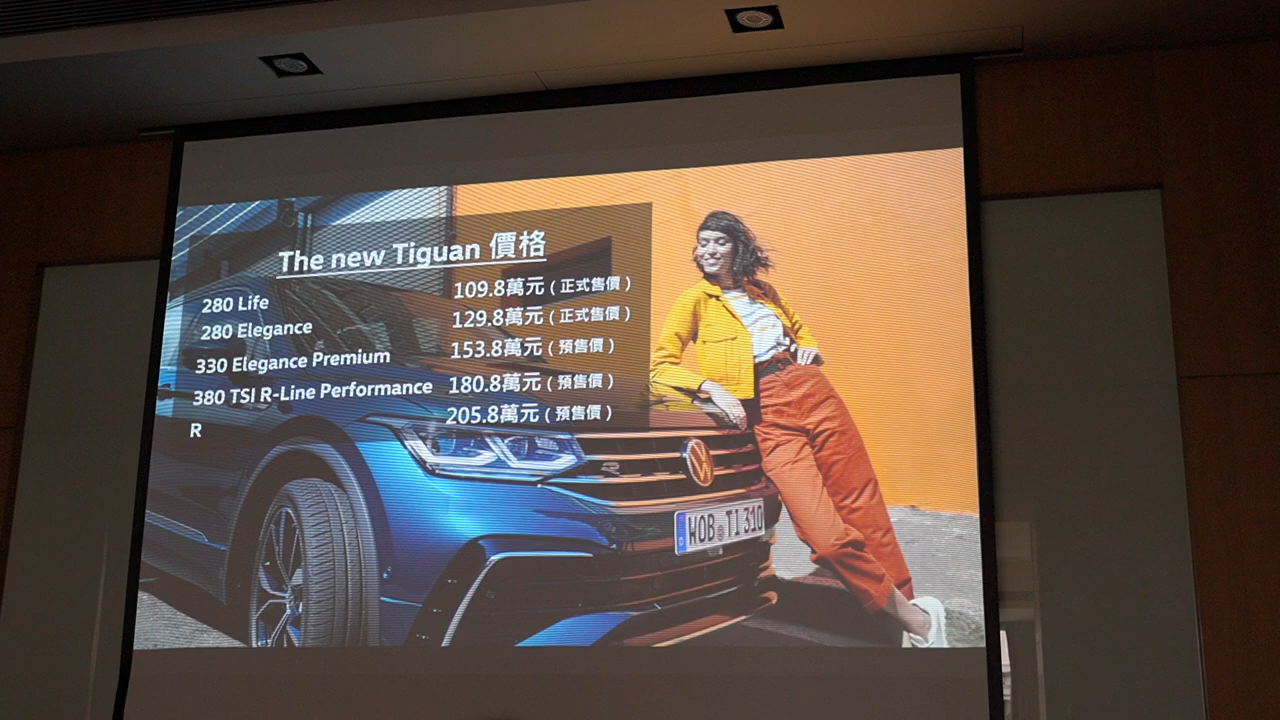 The new Tiguan 價格
280 Life 109.8萬元(正式售價)
280 Elegance 129.8萬元(正式售價)
330 Elegance Premium 153.8萬元(預售價)
380 TSI R-Line Performance 180.8萬元(預售價)
R 205.8萬元(預售價)
R
WOB TI 310